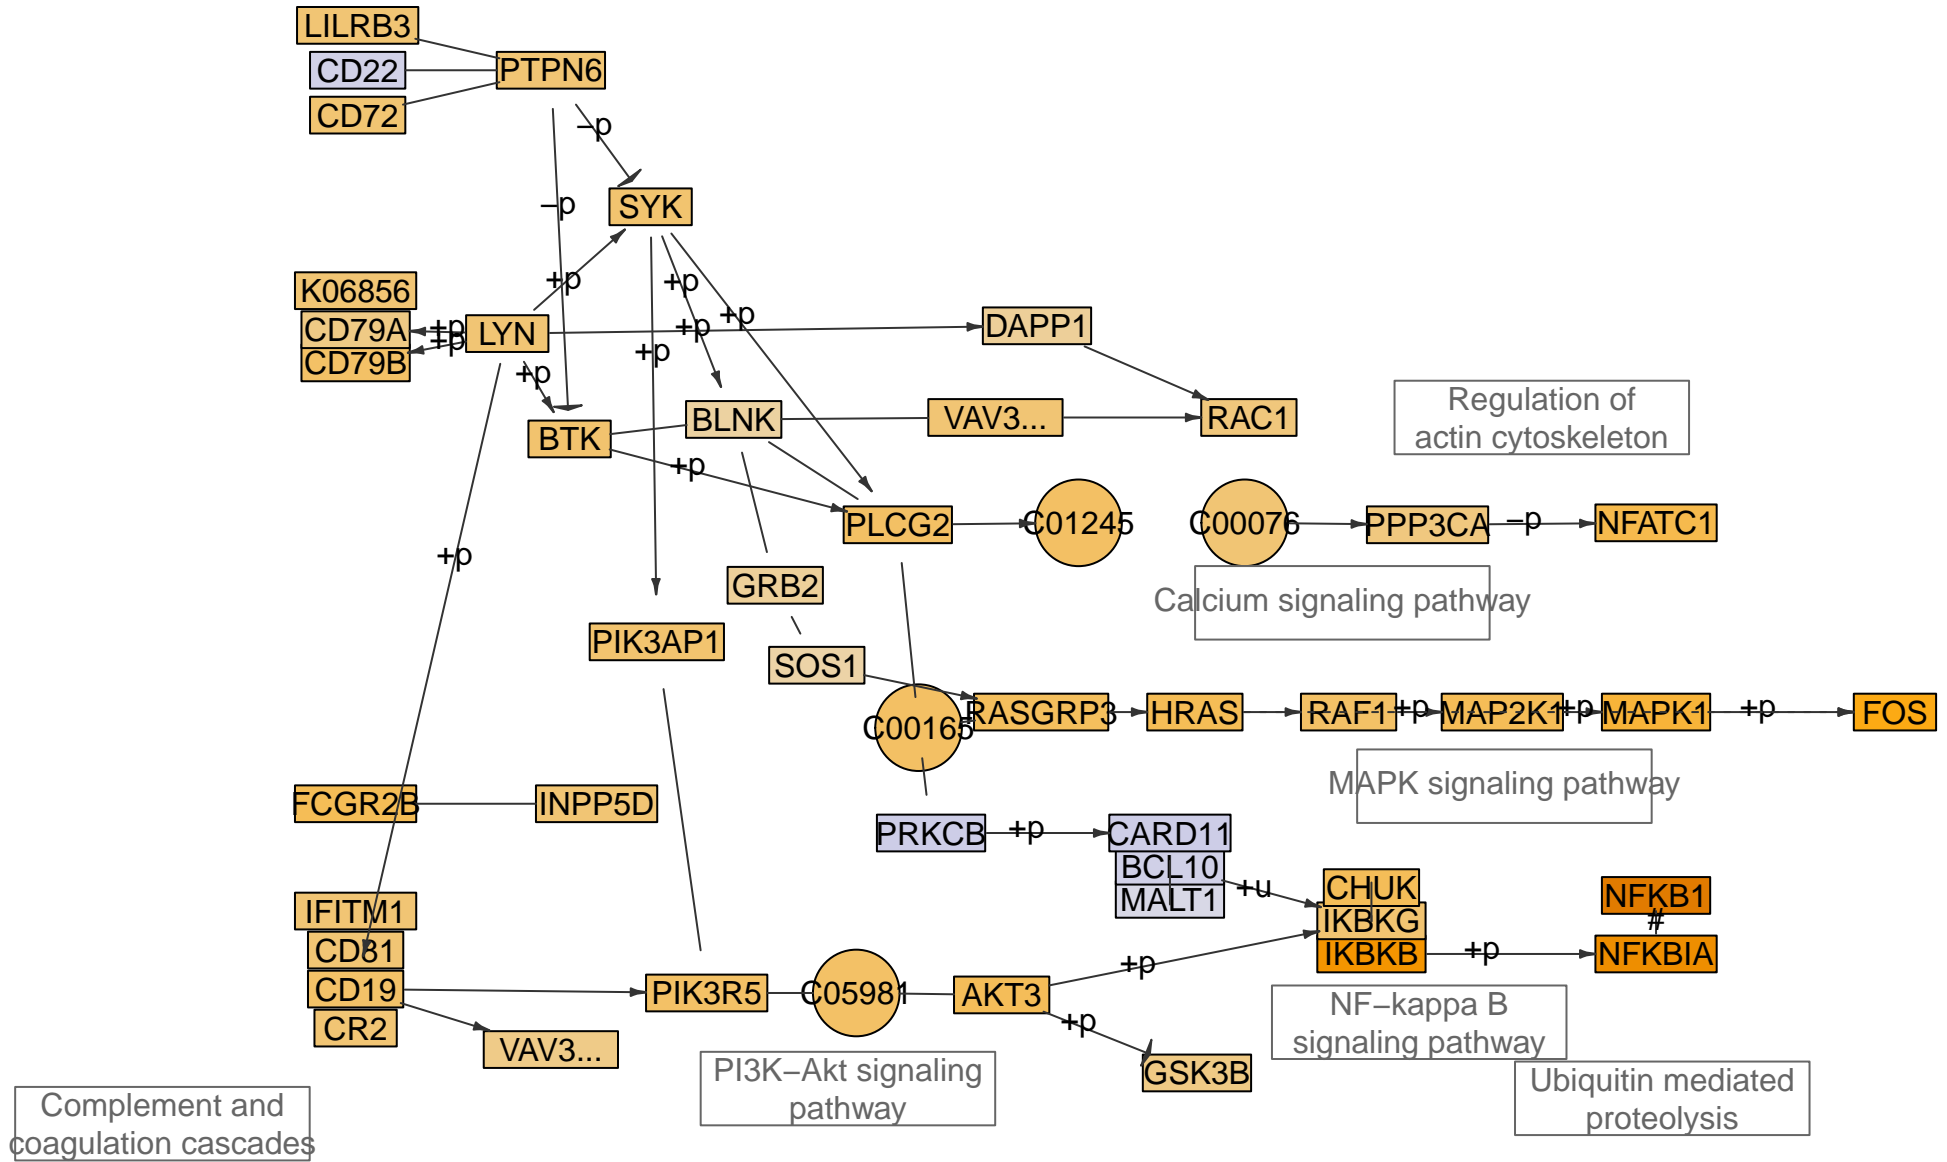 LILRB3
CD22
PTPN6
CD72
–p
SYK
–p
+p
+p
K06856
CD79A
+p
+p
LYN
CD79B
+p
+p
DAPP1
+p
+p
BTK
BLNK
VAV3...
RAC1
Regulation of
actin cytoskeleton
+p
PLCG2
C01245
C00076
PPP3CA
–p
NFATC1
+p
GRB2
Calcium signaling pathway
PIK3AP1
SOS1
C00165
RASGRP3
HRAS
RAF1
+p
MAP2K1
+p
MAPK1
+p
FOS
MAPK signaling pathway
FCGR2B
INPP5D
PRKCB
+p
CARD11
BCL10
MALT1
+u
CHUK
IKBKG
IKBKB
+p
NFKB1
#
NFKBIA
IFITM1
CD81
CD19
CR2
PIK3R5
C05981
AKT3
+p
+p
VAV3...
GSK3B
NF–kappa B
signaling pathway
PI3K–Akt signaling
pathway
Ubiquitin mediated
proteolysis
Complement and
coagulation cascades